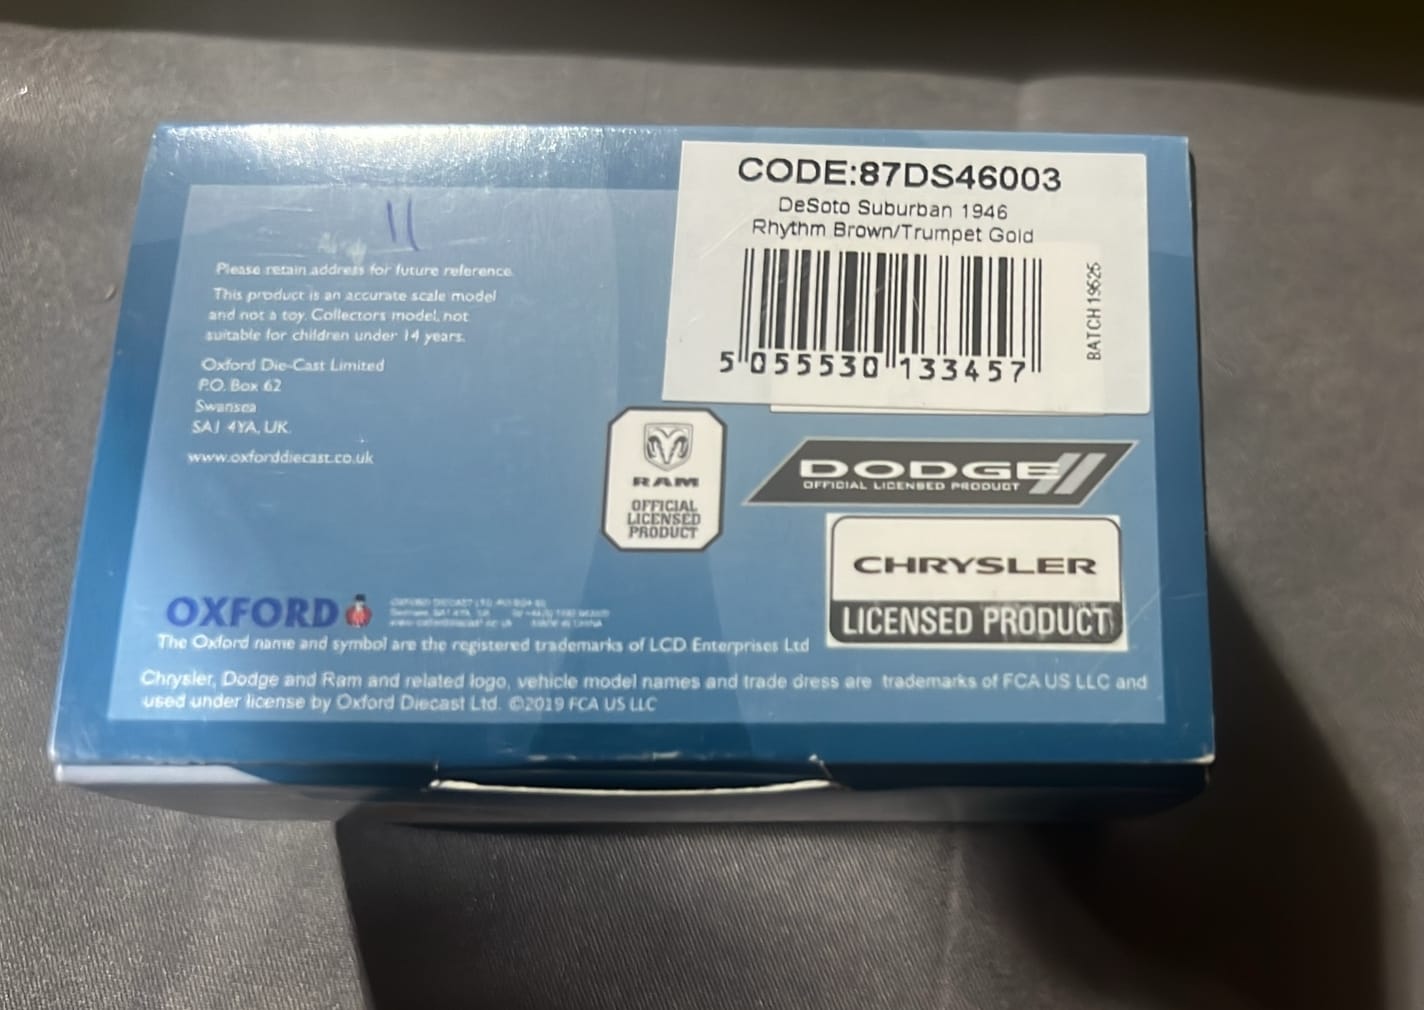 11
Please retain address for future reference.
This product is an accurate scale model
and not a toy. Collectors model, not
suitable for children under 14 years.
Oxford Die-Cast Limited
P.O. Box 62
Swansea
SA1 4YA, UK.
www.oxforddiecast.co.uk
CODE:87DS46003
DeSoto Suburban 1946
Rhythm Brown/Trumpet Gold
5 055530 133457
BATCH 19625
RAM
OFFICIAL
LICENSED
PRODUCT
DODGE
OFFICIAL LICENSED PRODUCT
CHRYSLER
LICENSED PRODUCT
OXFORD
The Oxford name and symbol are the registered trademarks of LCD Enterprises Ltd
Chrysler, Dodge and Ram and related logo, vehicle model names and trade dress are trademarks of FCA US LLC and
used under license by Oxford Diecast Ltd. ©2019 FCA US LLC